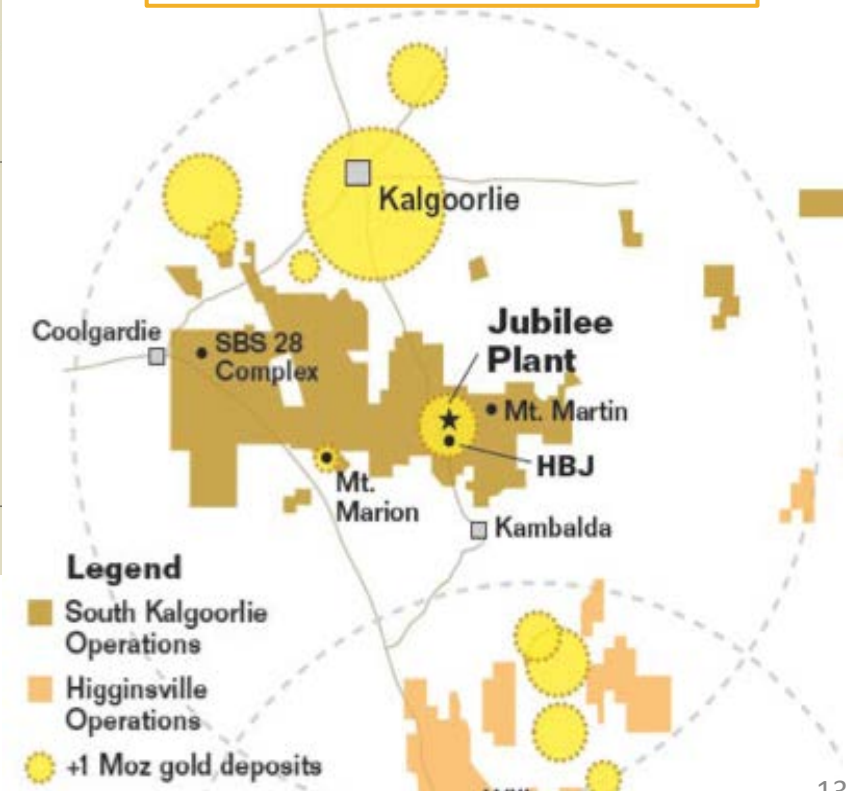 Kalgoorlie
Coolgardie
SBS 28
Complex
Jubilee
Plant
Mt. Martin
HBJ
Mt.
Marion
Kambalda
Legend
South Kalgoorlie
Operations
Higginsville
Operations
+1 Moz gold deposits
13